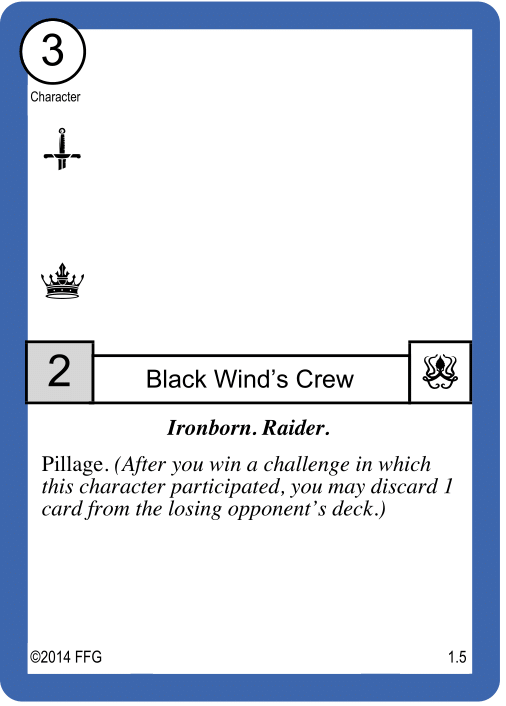 3
Character
2
Black Wind's Crew
Ironborn. Raider.
Pillage. (After you win a challenge in which
this character participated, you may discard 1
card from the losing opponent's deck.)
©2014 FFG
1.5